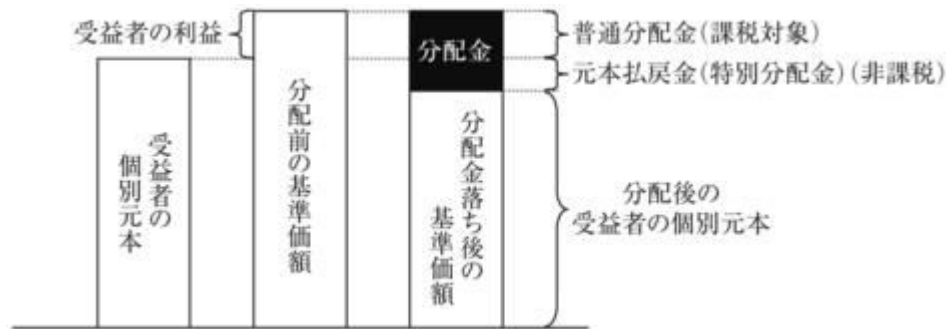 受益者の利益
受益者の
個別元本
分配前の基準価額
分配金
分配金落ち後の
基準価額
普通分配金(課税対象)
元本払戻金(特別分配金)(非課税)
分配後の
受益者の個別元本